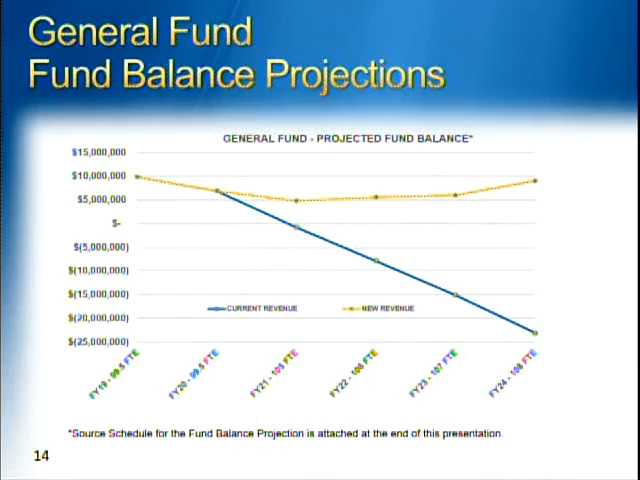 General Fund
Fund Balance Projections
GENERAL FUND - PROJECTED FUND BALANCE*
$15,000,000
$10,000,000
$5,000,000
$-
$(5,000,000)
$(10,000,000)
$(15,000,000)
$(20,000,000)
$(25,000,000)
CURRENT REVENUE
NEW REVENUE
FY19 - 99.5 FTE
FY20 - 99.5 FTE
FY21 - 105 FTE
FY22 - 106 FTE
FY23 - 107 FTE
FY24 - 108 FTE
*Source Schedule for the Fund Balance Projection is attached at the end of this presentation.
14